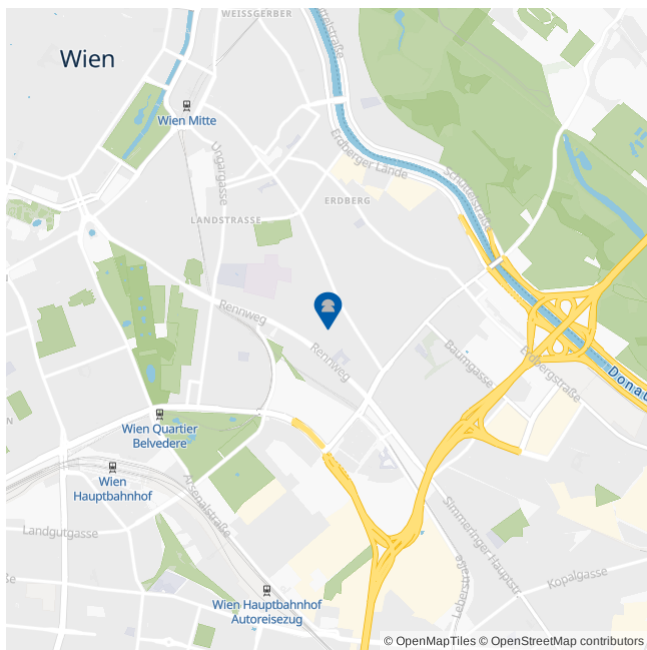 WEISSGERBER
Wien
Wien Mitte
Ungargasse
Erdberger Lände
Schüttelstraße
ERDBERG
LANDSTRASSE
Rennweg
Rennweg
Baumgasse
Erdbergstraße
Donau
Wien Quartier
Belvedere
Wien
Hauptbahnhof
Arsenalstraße
Landgutgasse
Simmeringer Hauptstr
Leberstraße
Kopalgasse
Wien Hauptbahnhof
Autoreisezug
© OpenMapTiles © OpenStreetMap contributors